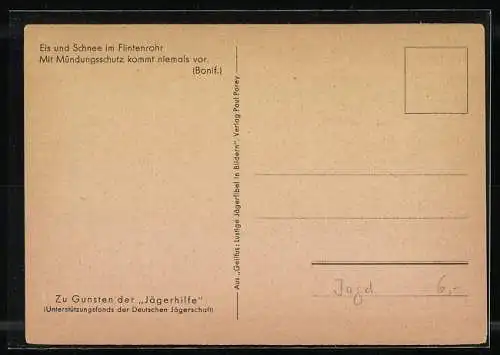 Eis und Schnee im Flintenrohr
Mit Mündungsschutz kommt niemals vor.
(Bonif.)
Zu Gunsten der „Jägerhilfe“
(Unterstützungsfonds der Deutschen Jägerschaft)
Aus „Geilfus: Lustige Jägerfibel in Bildern“. Verlag Paul Parey
Jagd 6,-